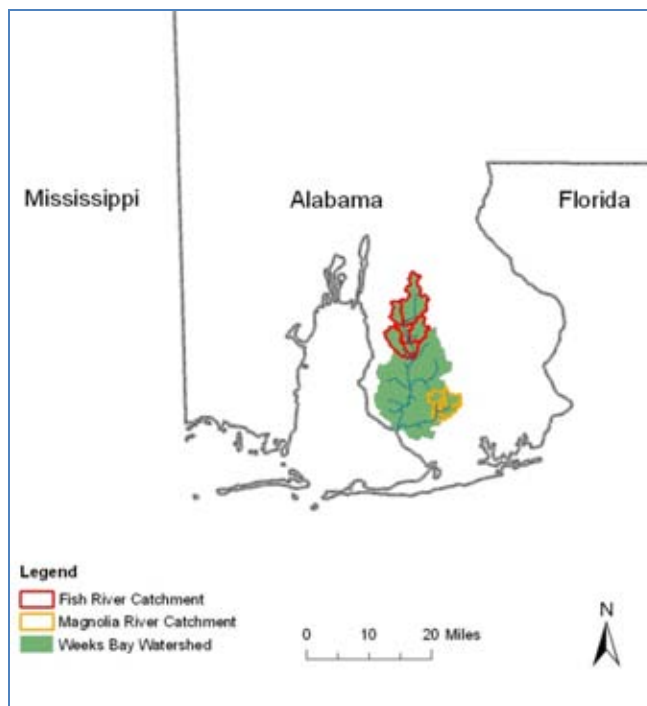 Mississippi
Alabama
Florida
Legend
Fish River Catchment
Magnolia River Catchment
Weeks Bay Watershed
0 10 20 Miles
N